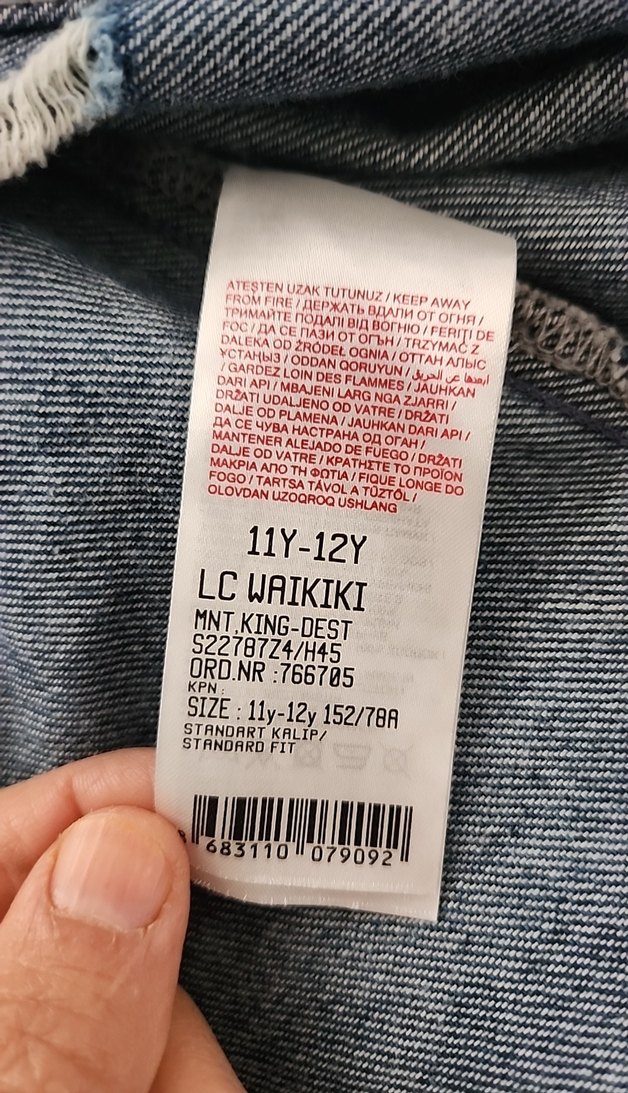 ATEŞTEN UZAK TUTUNUZ / KEEP AWAY
FROM FIRE / ДЕРЖАТЬ ВДАЛИ ОТ ОГНЯ /
ТРИМАЙТЕ ПОДАЛІ ВІД ВОГНЮ / FERIŢI DE
FOC / ДА СЕ ПАЗИ ОТ ОГЪН / TRZYMAĆ Z
DALEKA OD ŹRÓDEŁ OGNIA / ОТТАН АЛЫС
ҰСТАҢЫЗ / ODDAN QORUYUN / ابعدها عن الحريق
/ GARDEZ LOIN DES FLAMMES / JAUHKAN
DARI API / MBAJENI LARG NGA ZJARRI /
DRŽATI UDALJENO OD VATRE / DRŽATI
DALJE OD PLAMENA / JAUHKAN DARI API /
ДА СЕ ЧУВА НАСТРАНА ОД ОГАН /
MANTENER ALEJADO DE FUEGO / DRŽATI
DALJE OD VATRE / ΚΡΑΤΗΣΤΕ ΤΟ ΠΡΟΪΟΝ
ΜΑΚΡΙΑ ΑΠΟ ΤΗ ΦΩΤΙΑ / FIQUE LONGE DO
FOGO / TARTSA TÁVOL A TŰZTŐL /
OLOVDAN UZOQROQ USHLANG
11Y-12Y
LC WAIKIKI
MNT.KING-DEST
S22787Z4/H45
ORD.NR :766705
KPN :
SIZE : 11y-12y 152/78A
STANDART KALIP/
STANDARD FIT
8 683110 079092